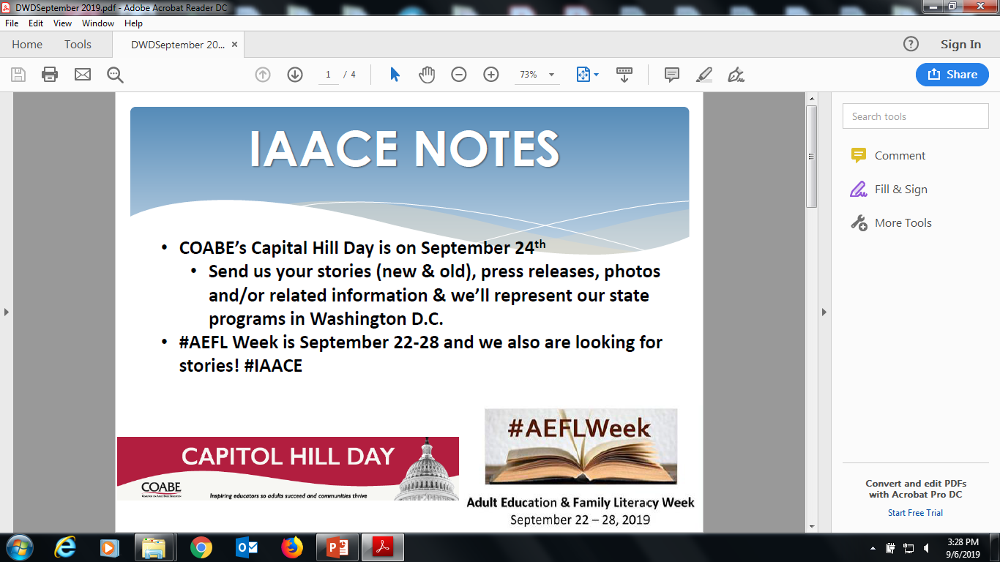 DWDSeptember 2019.pdf - Adobe Acrobat Reader DC
File Edit View Window Help
Home Tools DWDSeptember 20... × Sign In
1 / 4 73% Share
IAACE NOTES
• COABE’s Capital Hill Day is on September 24th
• Send us your stories (new & old), press releases, photos
and/or related information & we’ll represent our state
programs in Washington D.C.
• #AEFL Week is September 22-28 and we also are looking for
stories! #IAACE
CAPITOL HILL DAY
COABE
COALITION ON ADULT BASIC EDUCATION
Inspiring educators so adults succeed and communities thrive
#AEFLWeek
Adult Education & Family Literacy Week
September 22 – 28, 2019
Search tools
Comment
Fill & Sign
More Tools
Convert and edit PDFs
with Acrobat Pro DC
Start Free Trial
3:28 PM
9/6/2019